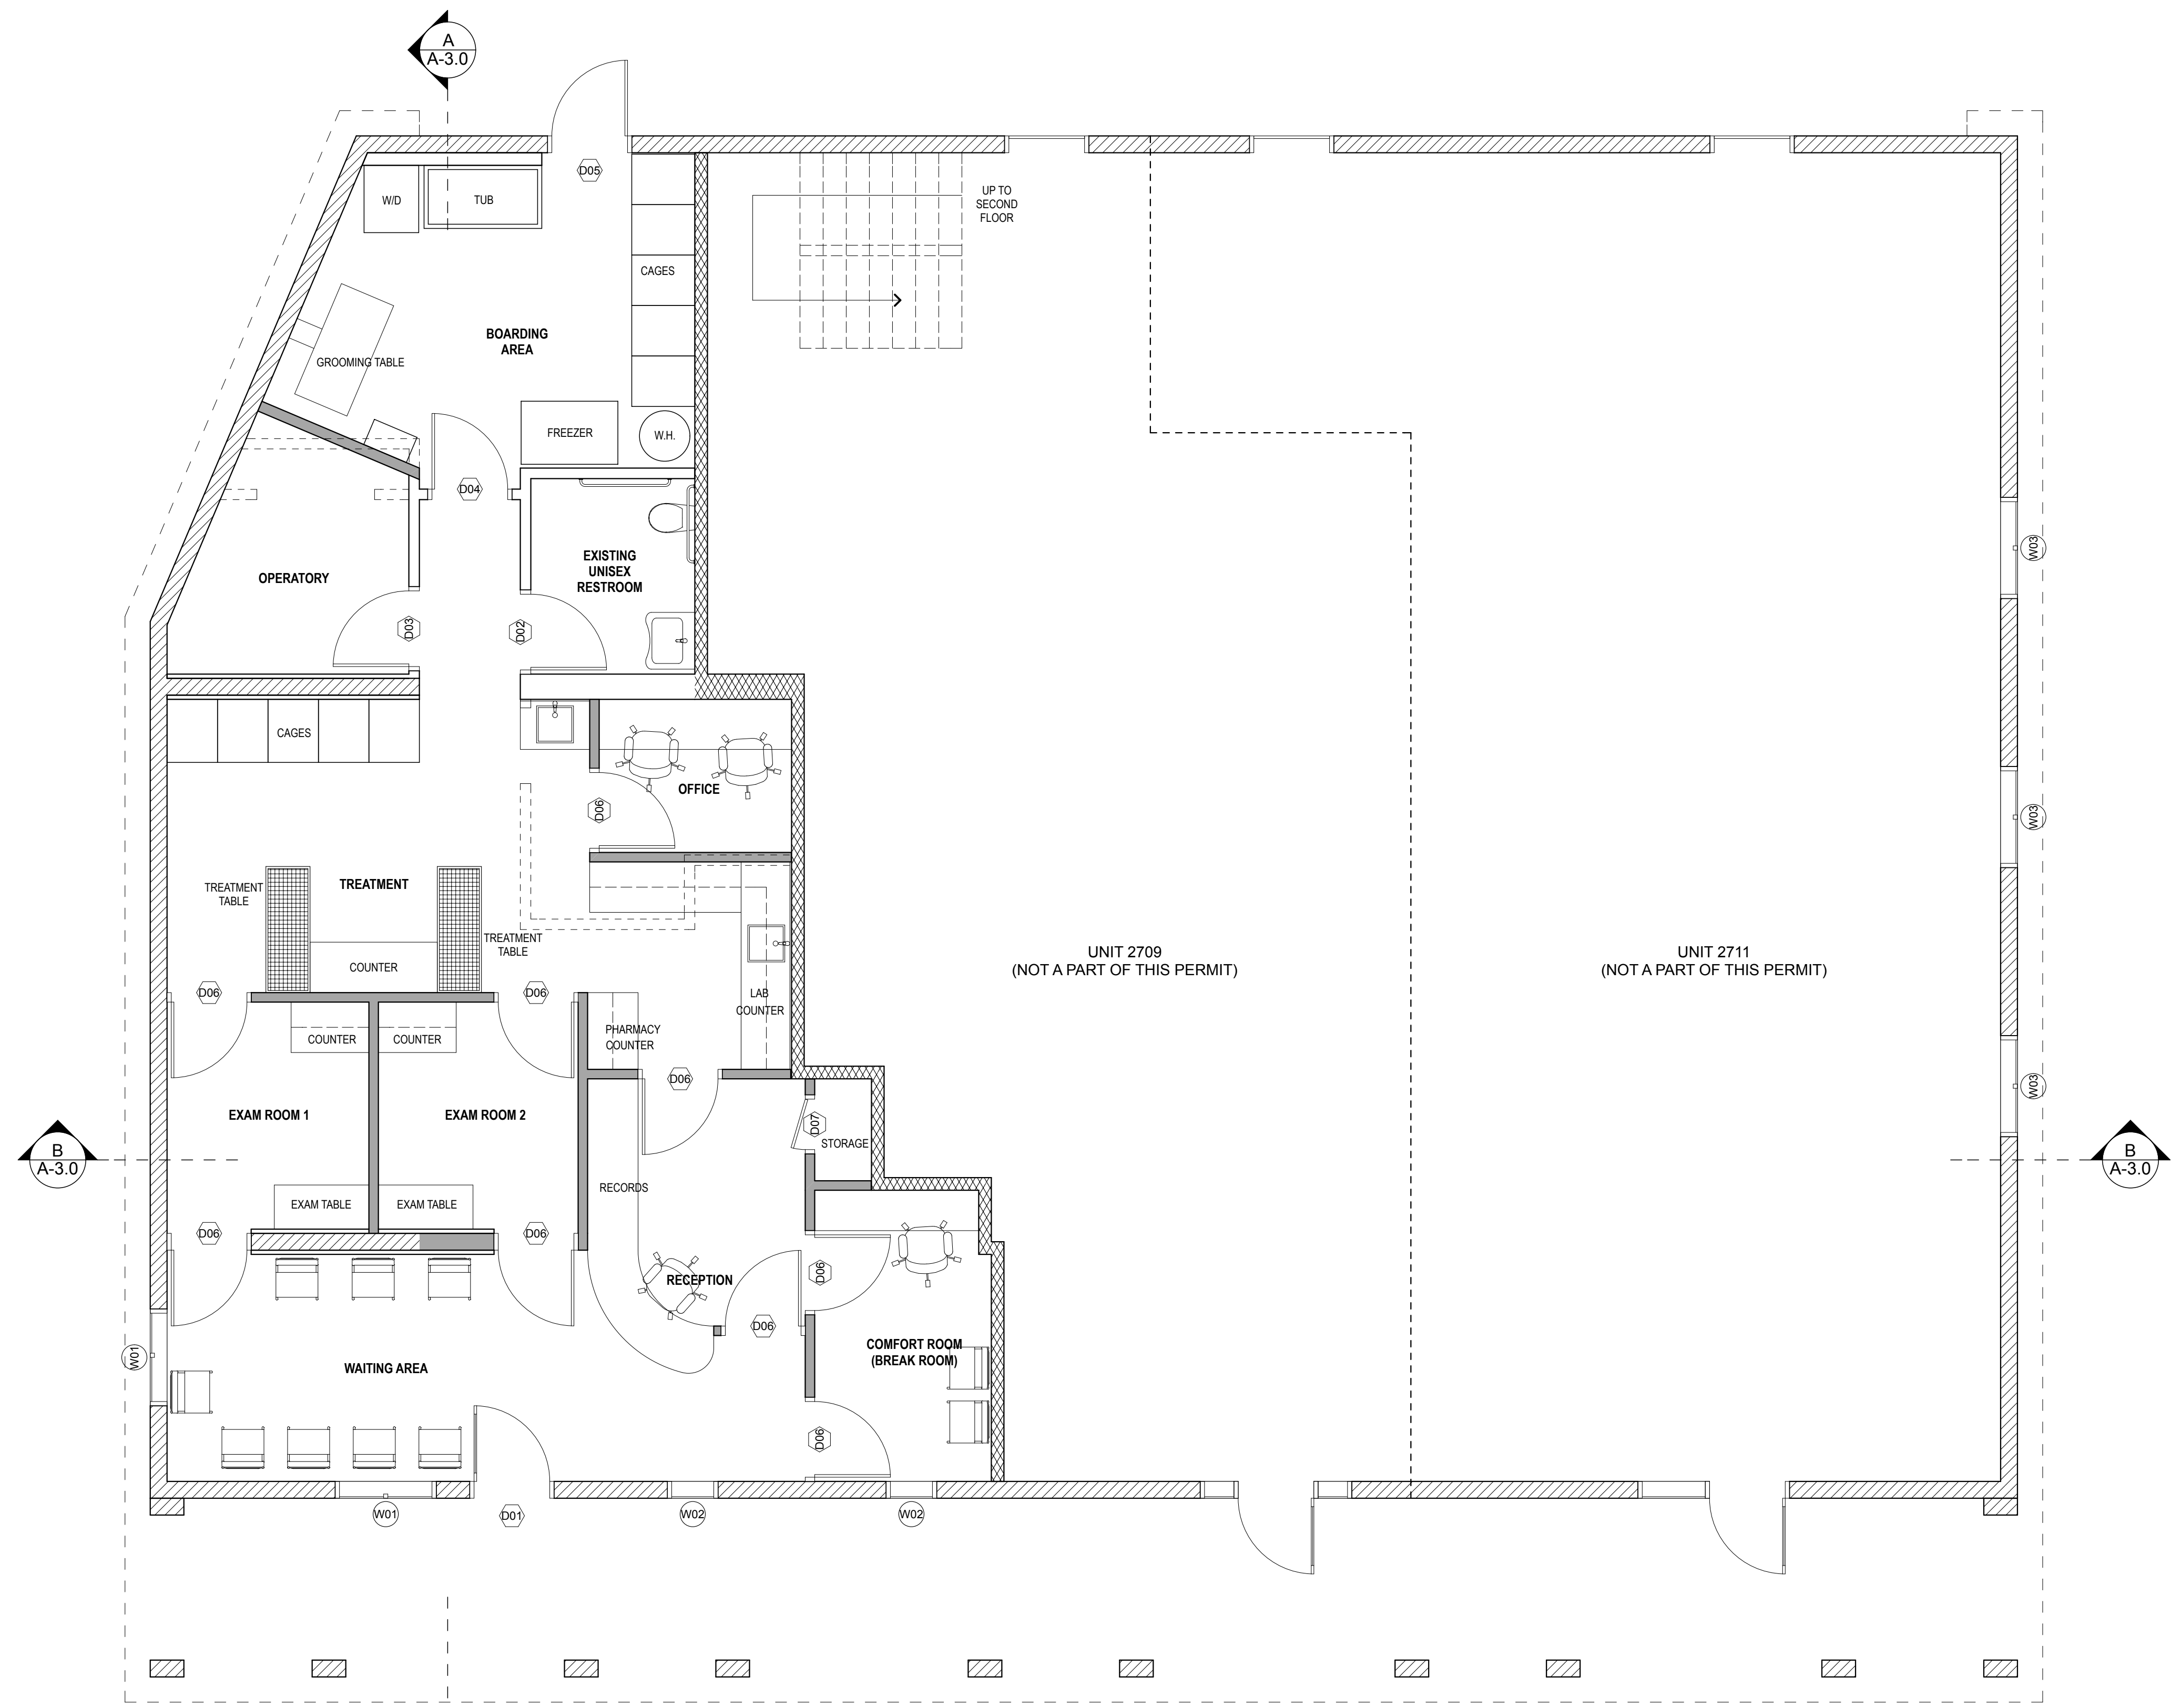 A
A-3.0
D05
W/D
TUB
UP TO
SECOND
FLOOR
CAGES
BOARDING
AREA
GROOMING TABLE
FREEZER
W.H.
D04
EXISTING
UNISEX
RESTROOM
OPERATORY
D03
D02
W03
CAGES
OFFICE
D06
W03
TREATMENT
TABLE
TREATMENT
TREATMENT
TABLE
COUNTER
UNIT 2709
(NOT A PART OF THIS PERMIT)
UNIT 2711
(NOT A PART OF THIS PERMIT)
D06
D06
LAB
COUNTER
COUNTER
COUNTER
PHARMACY
COUNTER
D06
W03
EXAM ROOM 1
EXAM ROOM 2
D07
STORAGE
B
A-3.0
B
A-3.0
RECORDS
EXAM TABLE
EXAM TABLE
D06
D06
D06
RECEPTION
D06
COMFORT ROOM
(BREAK ROOM)
W01
WAITING AREA
D06
W01
D01
W02
W02